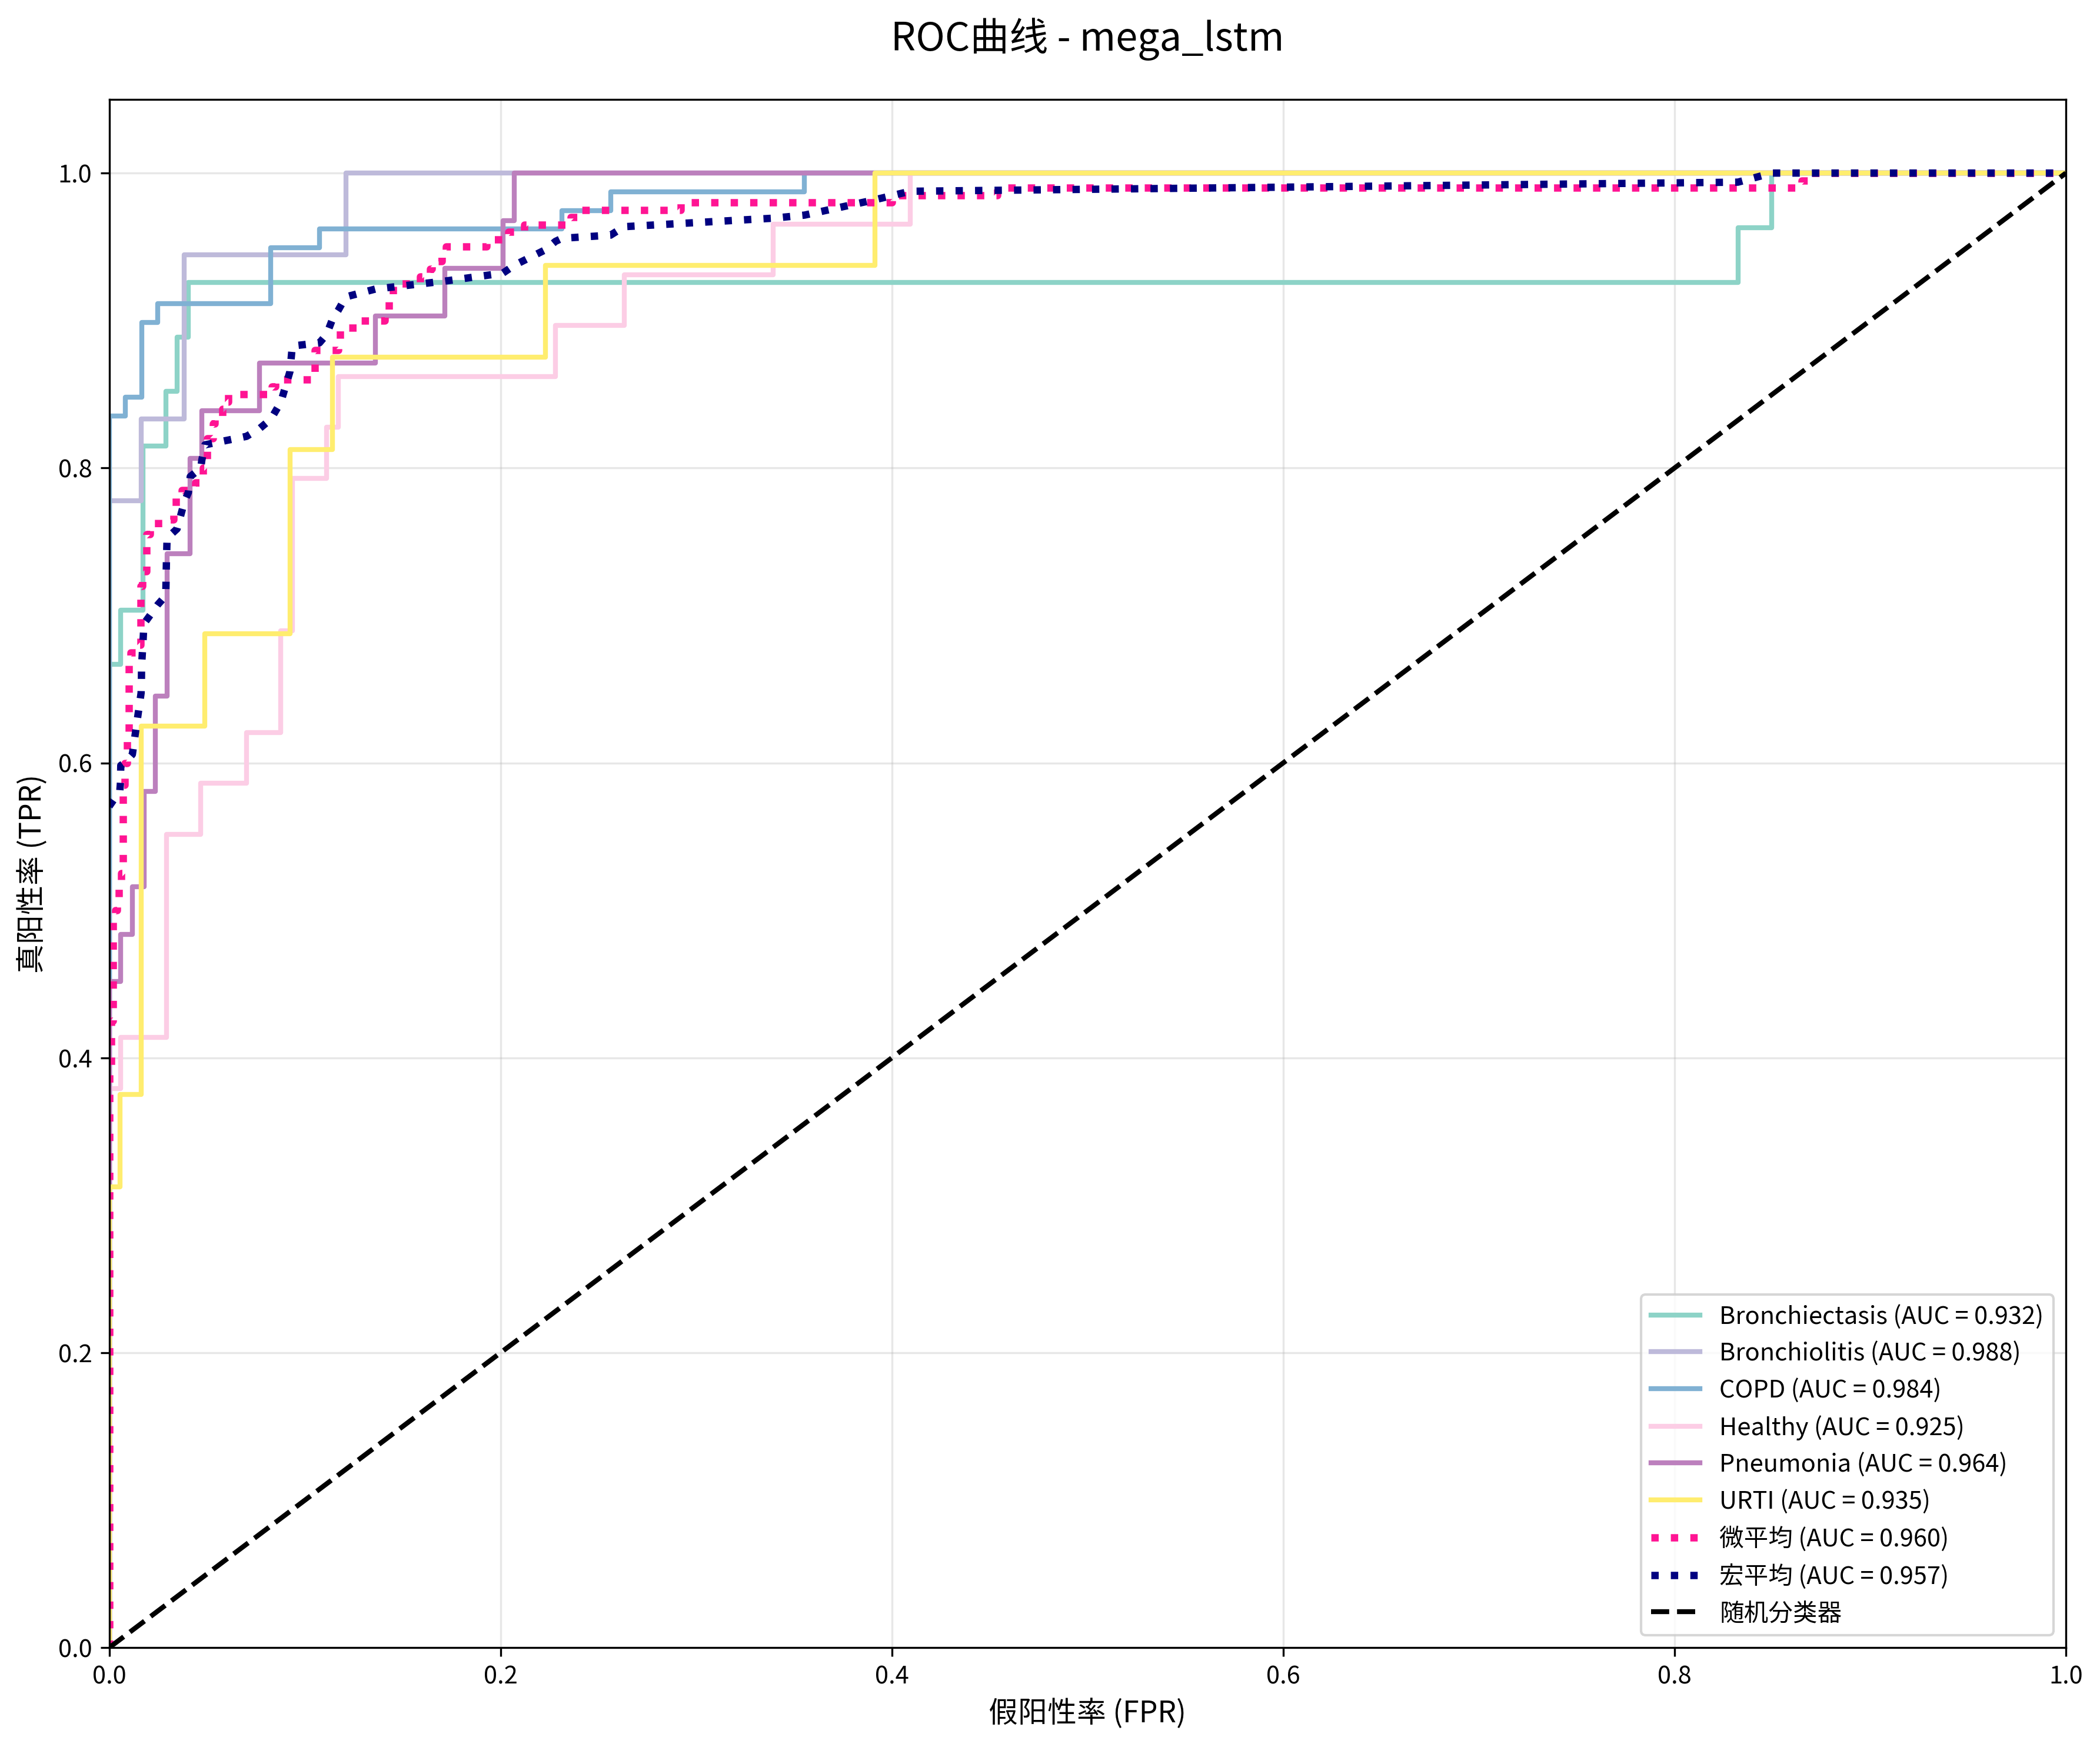 ROC曲线 - mega_lstm
真阳性率 (TPR)
1.0
0.8
0.6
0.4
0.2
0.0
0.0 0.2 0.4 0.6 0.8 1.0
假阳性率 (FPR)
Bronchiectasis (AUC = 0.932)
Bronchiolitis (AUC = 0.988)
COPD (AUC = 0.984)
Healthy (AUC = 0.925)
Pneumonia (AUC = 0.964)
URTI (AUC = 0.935)
微平均 (AUC = 0.960)
宏平均 (AUC = 0.957)
随机分类器